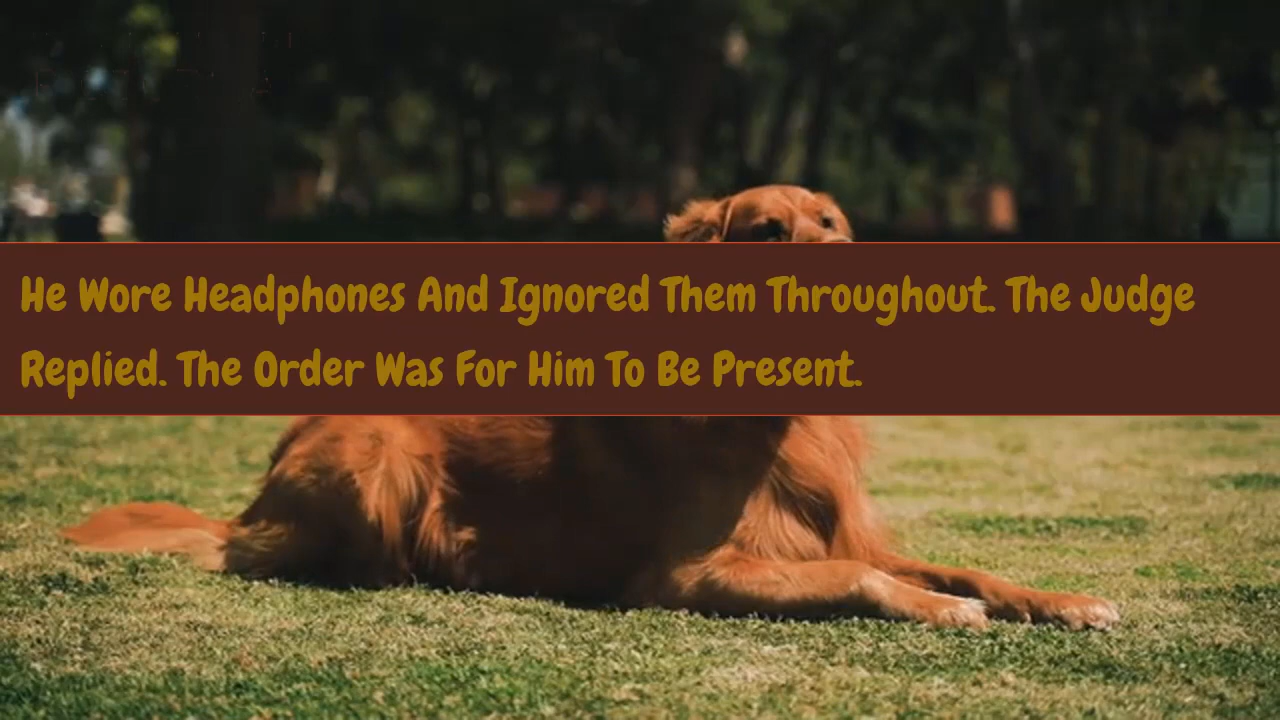 He Wore Headphones And Ignored Them Throughout. The Judge
Replied. The Order Was For Him To Be Present.